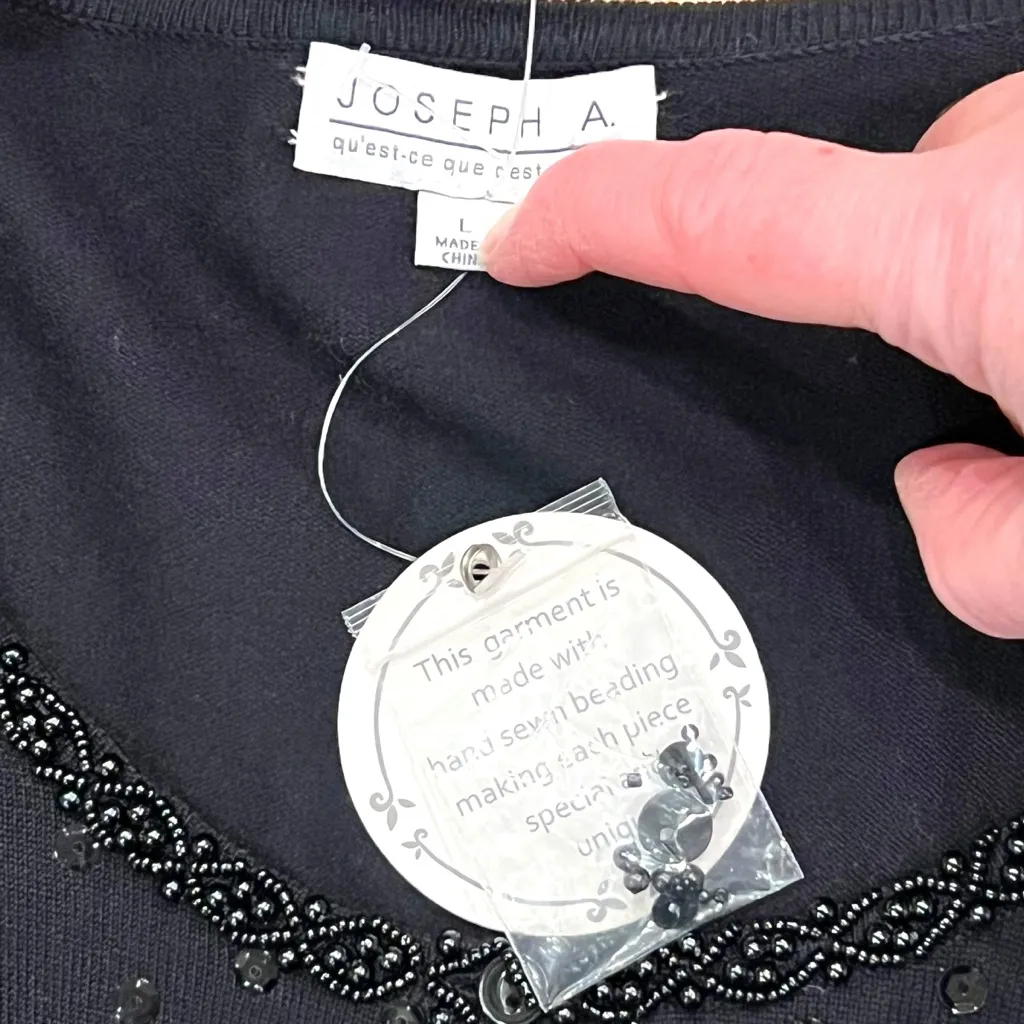 JOSEPH A.
qu'est-ce que c'est
L
MADE
CHIN
This garment is
made with
hand sewn beading
making each piece
special and
uniq